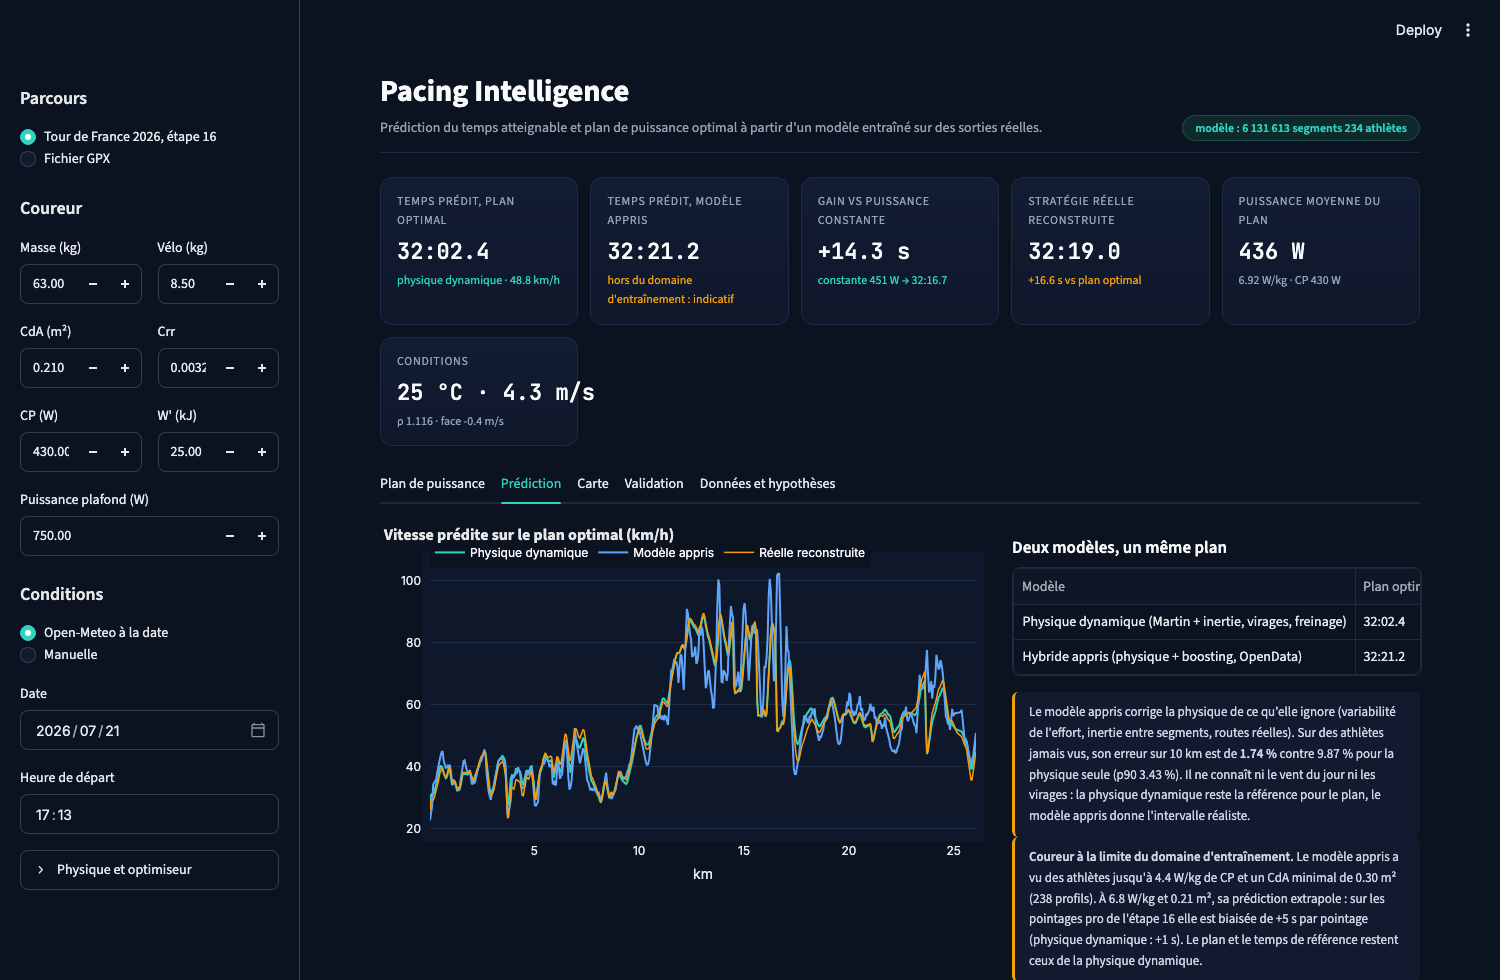 Deploy
Parcours
Tour de France 2026, étape 16
Fichier GPX
Coureur
Masse (kg)
Vélo (kg)
63.00
8.50
CdA (m²)
Crr
0.210
0.0032
CP (W)
W' (kJ)
430.00
25.00
Puissance plafond (W)
750.00
Conditions
Open-Meteo à la date
Manuelle
Date
2026/07/21
Heure de départ
17:13
Physique et optimiseur
Pacing Intelligence
Prédiction du temps atteignable et plan de puissance optimal à partir d'un modèle entraîné sur des sorties réelles.
modèle : 6 131 613 segments 234 athlètes
TEMPS PRÉDIT, PLAN
OPTIMAL
32:02.4
physique dynamique · 48.8 km/h
TEMPS PRÉDIT, MODÈLE
APPRIS
32:21.2
hors du domaine
d'entraînement : indicatif
GAIN VS PUISSANCE
CONSTANTE
+14.3 s
constante 451 W → 32:16.7
STRATÉGIE RÉELLE
RECONSTRUITE
32:19.0
+16.6 s vs plan optimal
PUISSANCE MOYENNE DU
PLAN
436 W
6.92 W/kg · CP 430 W
CONDITIONS
25 °C · 4.3 m/s
ρ 1.116 · face -0.4 m/s
Plan de puissance
Prédiction
Carte
Validation
Données et hypothèses
Vitesse prédite sur le plan optimal (km/h)
Physique dynamique
Modèle appris
Réelle reconstruite
100
80
60
40
20
5
10
15
20
25
km
Deux modèles, un même plan
Modèle
Plan optir
Physique dynamique (Martin + inertie, virages, freinage)
32:02.4
Hybride appris (physique + boosting, OpenData)
32:21.2
Le modèle appris corrige la physique de ce qu'elle ignore (variabilité
de l'effort, inertie entre segments, routes réelles). Sur des athlètes
jamais vus, son erreur sur 10 km est de 1.74 % contre 9.87 % pour la
physique seule (p90 3.43 %). Il ne connaît ni le vent du jour ni les
virages : la physique dynamique reste la référence pour le plan, le
modèle appris donne l'intervalle réaliste.
Coureur à la limite du domaine d'entraînement. Le modèle appris a
vu des athlètes jusqu'à 4.4 W/kg de CP et un CdA minimal de 0.30 m²
(238 profils). À 6.8 W/kg et 0.21 m², sa prédiction extrapole : sur les
pointages pro de l'étape 16 elle est biaisée de +5 s par pointage
(physique dynamique : +1 s). Le plan et le temps de référence restent
ceux de la physique dynamique.